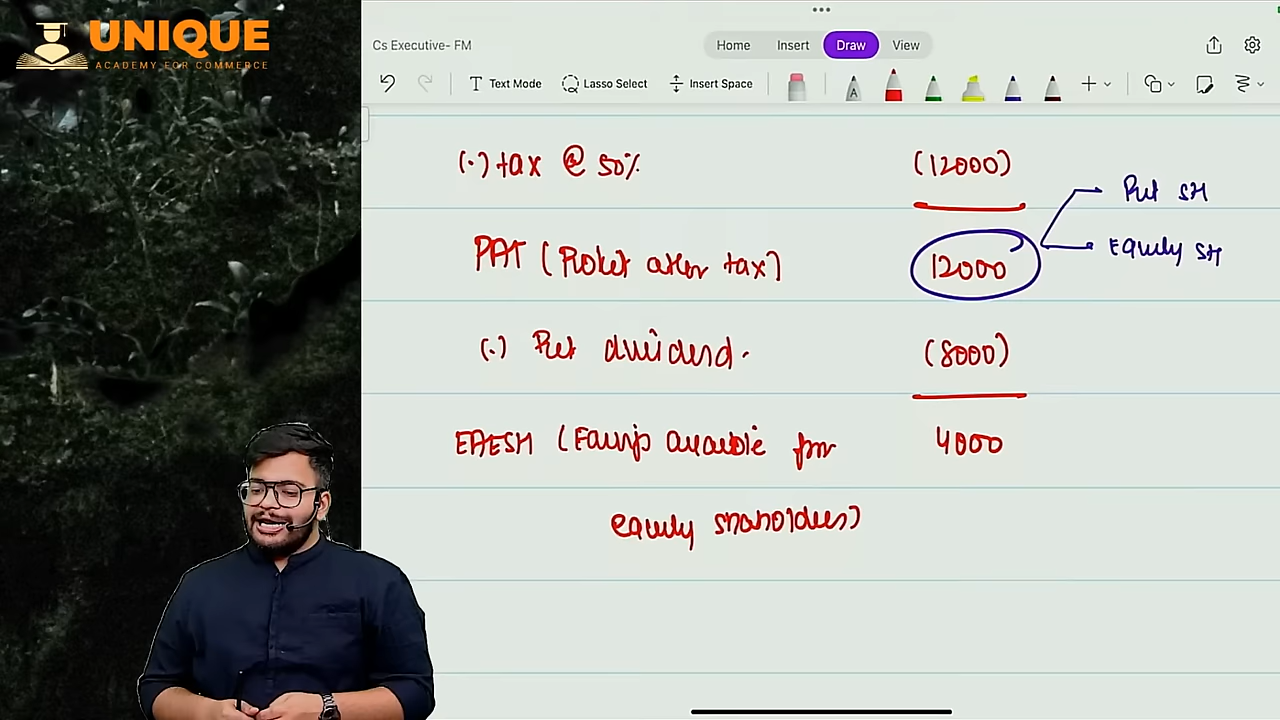 UNIQUE
ACADEMY FOR COMMERCE
Cs Executive- FM
Home Insert Draw View
Text Mode Lasso Select Insert Space
(-) tax @ 50% (12000)
Pref SH
PAT (Profit after tax) 12000
Equity SH
(-) Pref dividend. (8000)
EAESH (Earnings available for 4000
equity shareholders)